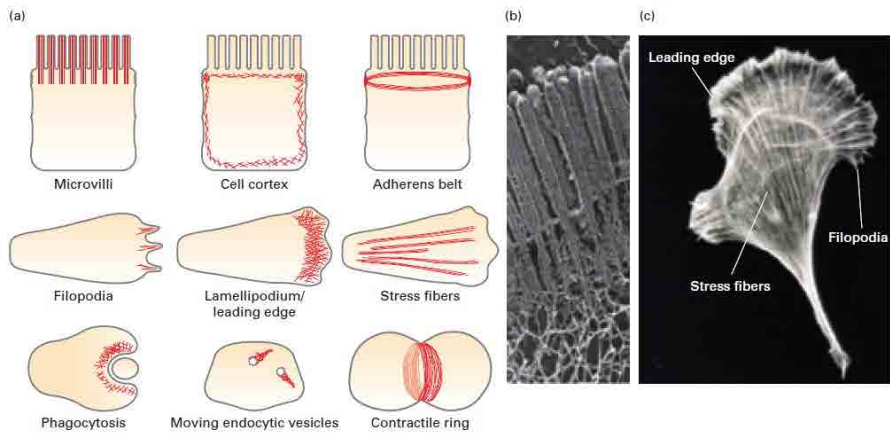 (a)
Microvilli
Cell cortex
Adherens belt
Filopodia
Lamellipodium/
leading edge
Stress fibers
Phagocytosis
Moving endocytic vesicles
Contractile ring
(b)
(c)
Leading edge
Filopodia
Stress fibers